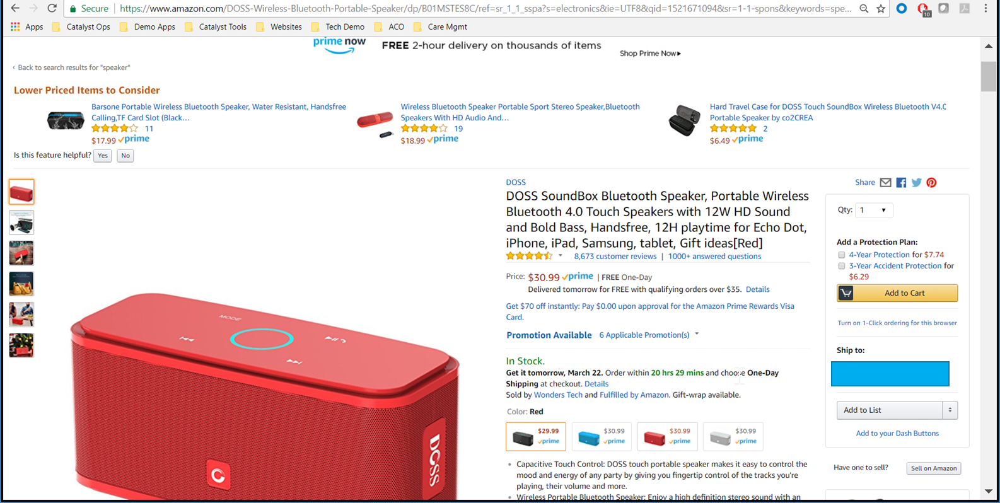 Secure
https://www.amazon.com/DOSS-Wireless-Bluetooth-Portable-Speaker/dp/B01MSTES8C/ref=sr_1_1_sspa?s=electronics&ie=UTF8&qid=1521671094&sr=1-1-spons&keywords=spe...
10
Apps
Catalyst Ops
Demo Apps
Catalyst Tools
Websites
Tech Demo
ACO
Care Mgmt
prime now
FREE 2-hour delivery on thousands of items
Shop Prime Now▸
‹ Back to search results for "speaker"
Lower Priced Items to Consider
Barsone Portable Wireless Bluetooth Speaker, Water Resistant, Handsfree
Calling,TF Card Slot (Black...
11
$17.99 prime
Wireless Bluetooth Speaker Portable Sport Stereo Speaker,Bluetooth
Speakers With HD Audio And...
19
$18.99 prime
Hard Travel Case for DOSS Touch SoundBox Wireless Bluetooth V4.0
Portable Speaker by co2CREA
2
$6.49 prime
Is this feature helpful? Yes No
MODE
DOSS
DOSS
DOSS SoundBox Bluetooth Speaker, Portable Wireless
Bluetooth 4.0 Touch Speakers with 12W HD Sound
and Bold Bass, Handsfree, 12H playtime for Echo Dot,
iPhone, iPad, Samsung, tablet, Gift ideas[Red]
8,673 customer reviews | 1000+ answered questions
Price: $30.99 prime | FREE One-Day
Delivered tomorrow for FREE with qualifying orders over $35. Details
Get $70 off instantly: Pay $0.00 upon approval for the Amazon Prime Rewards Visa
Card.
Promotion Available 6 Applicable Promotion(s)
In Stock.
Get it tomorrow, March 22. Order within 20 hrs 29 mins and choose One-Day
Shipping at checkout. Details
Sold by Wonders Tech and Fulfilled by Amazon. Gift-wrap available.
Color: Red
$29.99 prime
$30.99 prime
$30.99 prime
$30.99 prime
• Capacitive Touch Control: DOSS touch portable speaker makes it easy to control the
mood and energy of any party by giving you fingertip control of the tracks you're
playing, their volume and more.
• Wireless Portable Bluetooth Speaker: Enjoy a high definition stereo sound with an
Share
Qty: 1
Add a Protection Plan:
4-Year Protection for $7.74
3-Year Accident Protection for
$6.29
Add to Cart
Turn on 1-Click ordering for this browser
Ship to:
Add to List
Add to your Dash Buttons
Have one to sell?
Sell on Amazon